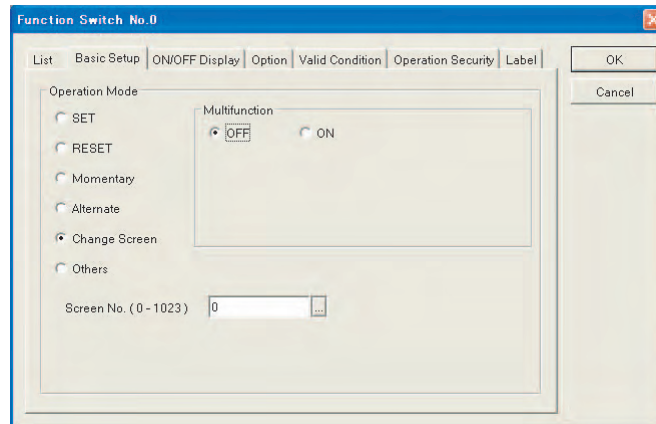 Function Switch No.0
List Basic Setup ON/OFF Display Option Valid Condition Operation Security Label
OK
Cancel
Operation Mode
SET
RESET
Momentary
Alternate
Change Screen
Others
Multifunction
OFF ON
Screen No. ( 0 - 1023 ) 0 ...